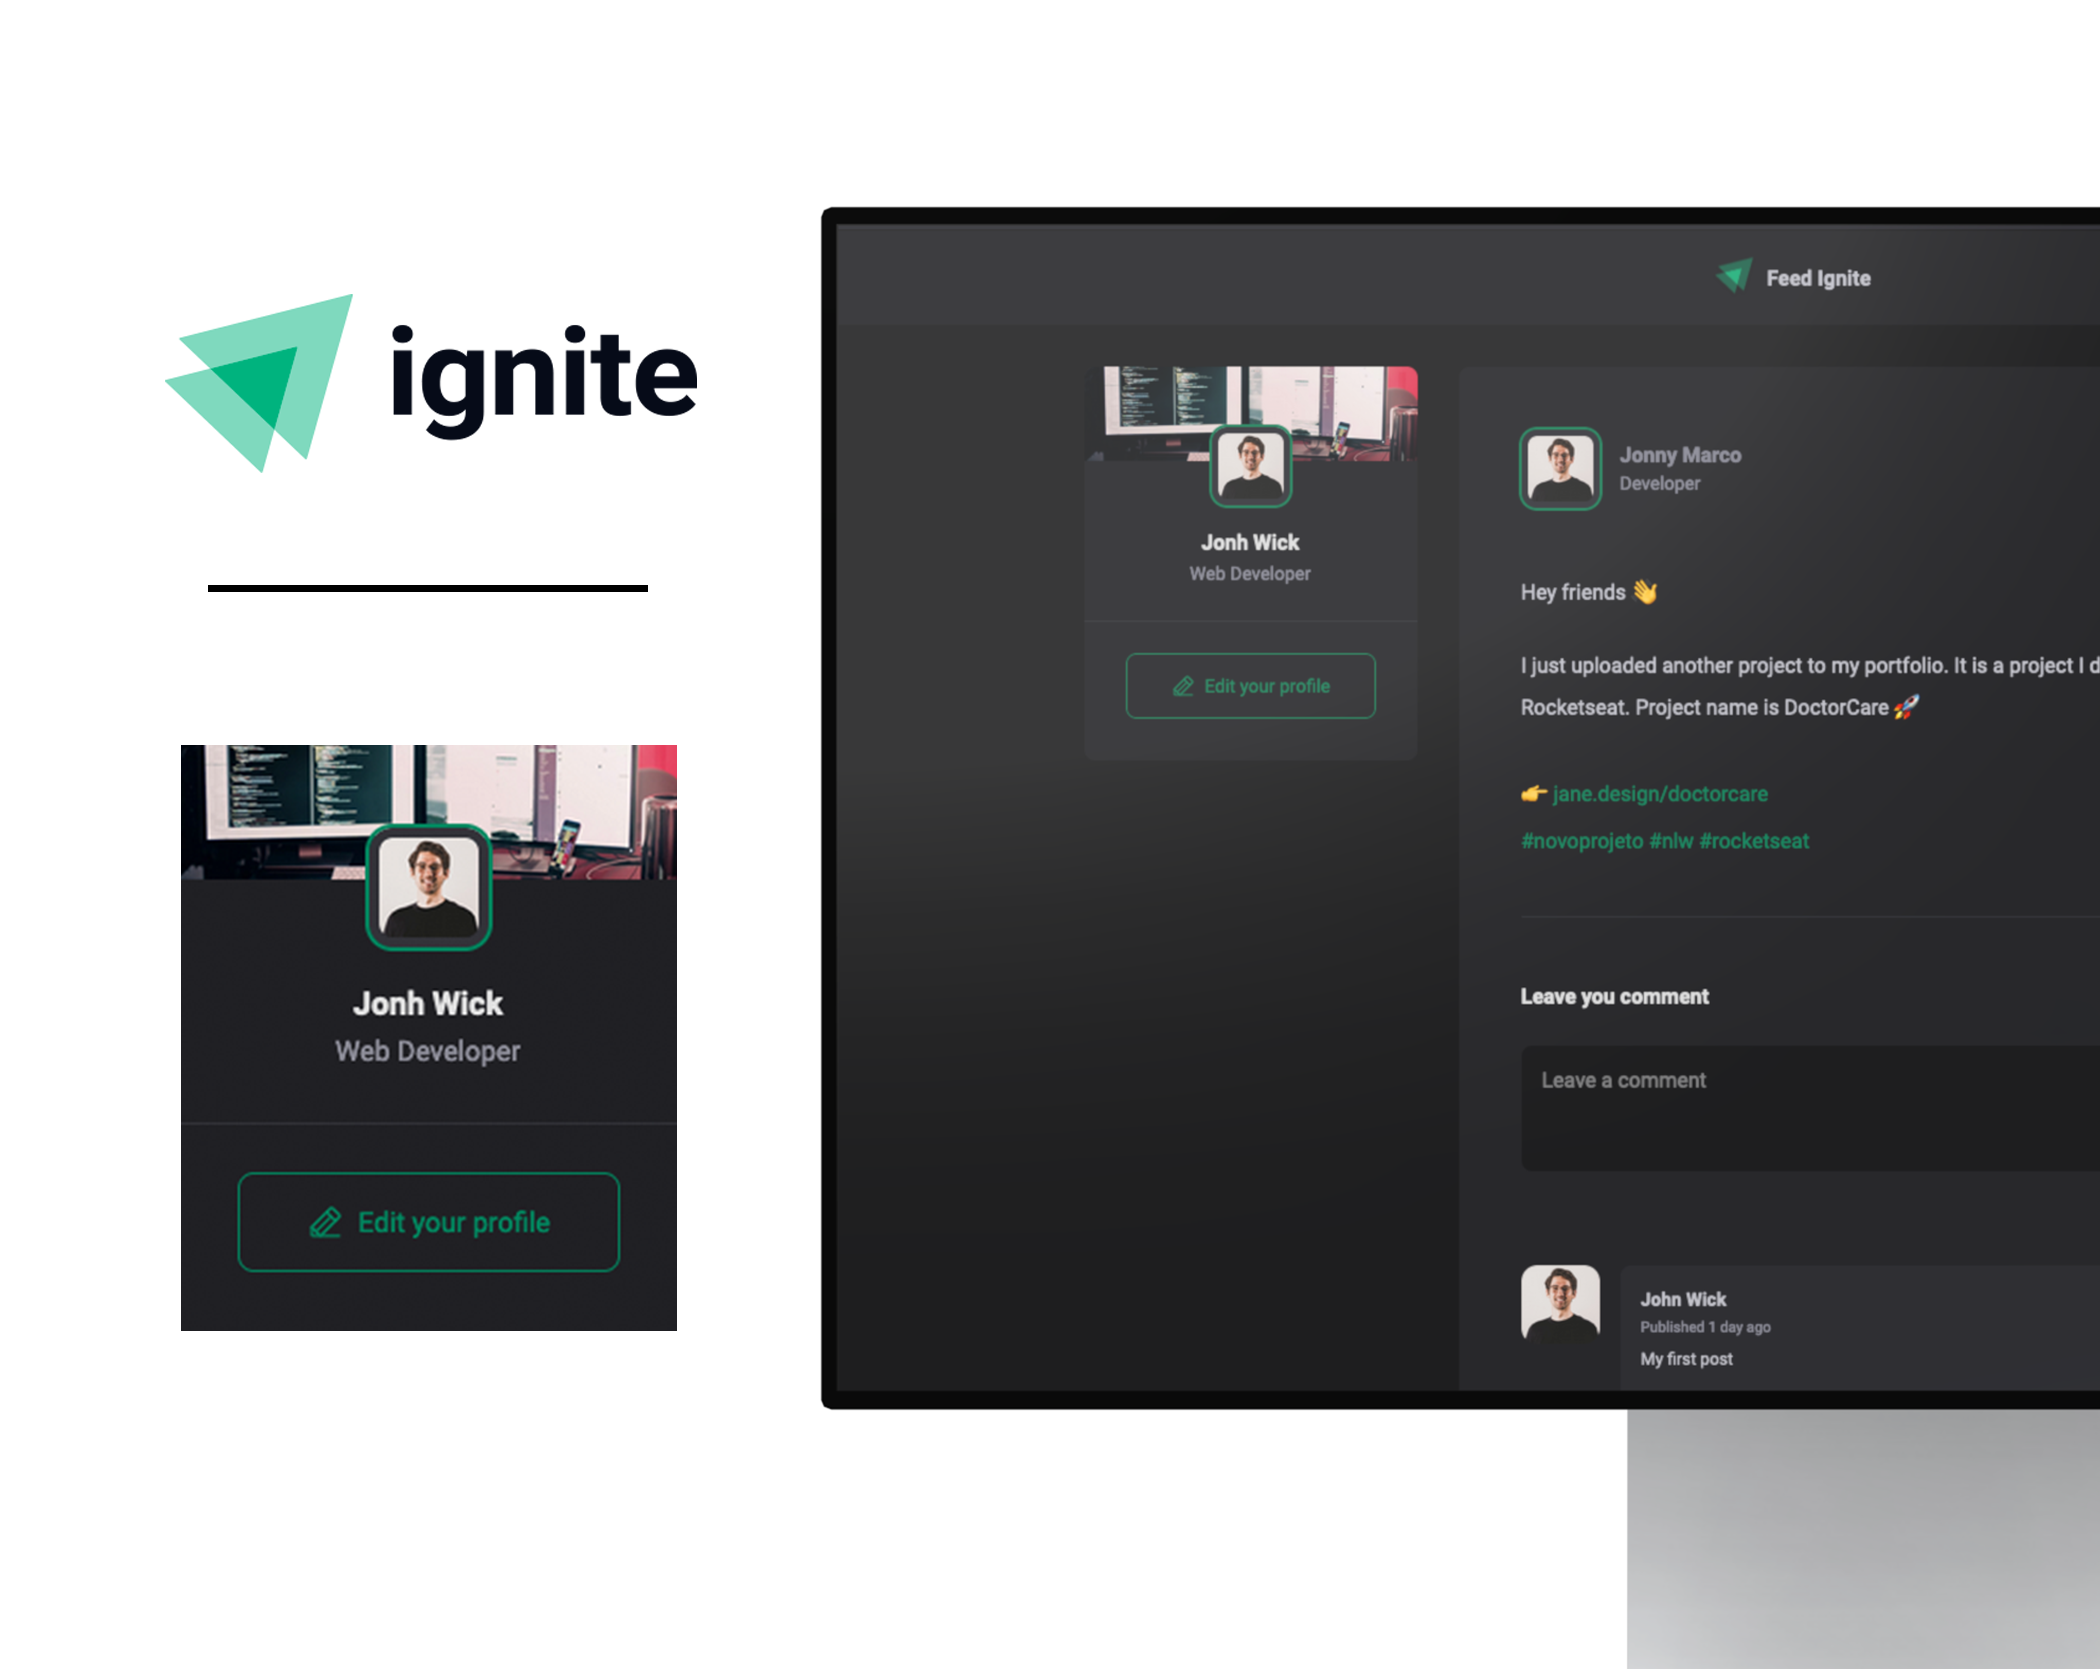 ignite
Jonh Wick
Web Developer
Edit your profile
Feed Ignite
Jonh Wick
Web Developer
Edit your profile
Jonny Marco
Developer
Hey friends 👋
I just uploaded another project to my portfolio. It is a project I d
Rocketseat. Project name is DoctorCare 🚀
👉 jane.design/doctorcare
#novoprojeto #nlw #rocketseat
Leave you comment
Leave a comment
John Wick
Published 1 day ago
My first post